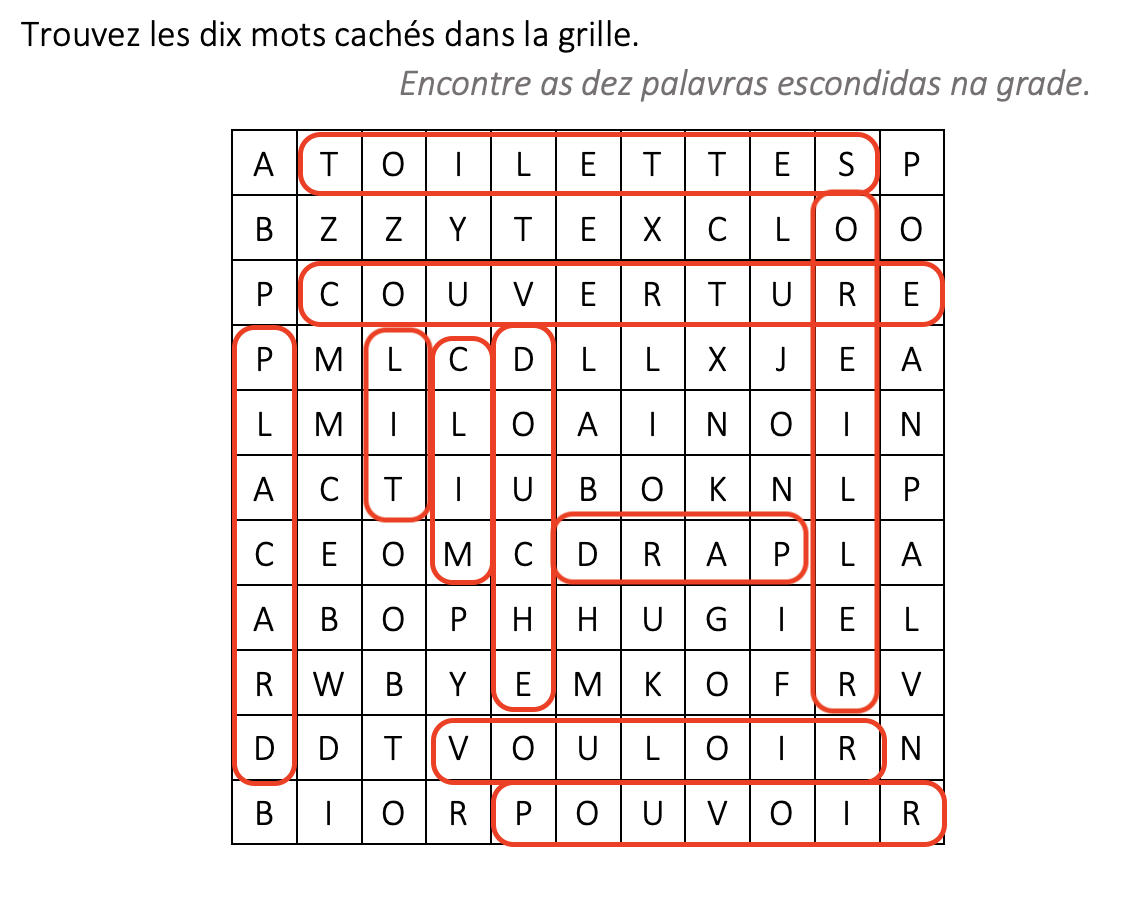 Trouvez les dix mots cachés dans la grille.
Encontre as dez palavras escondidas na grade.
A T O I L E T T E S P
B Z Z Y T E X C L O O
P C O U V E R T U R E
P M L C D L L X J E A
L M I L O A I N O I N
A C T I U B O K N L P
C E O M C D R A P L A
A B O P H H U G I E L
R W B Y E M K O F R V
D D T V O U L O I R N
B I O R P O U V O I R